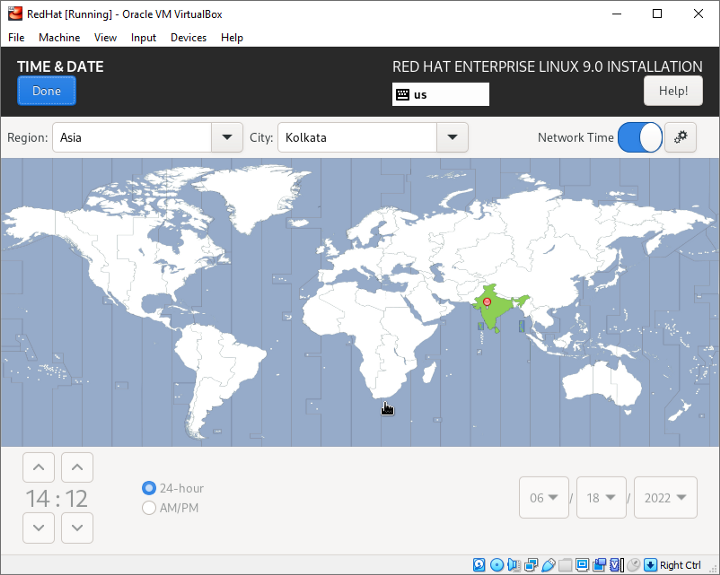 RedHat [Running] - Oracle VM VirtualBox
File Machine View Input Devices Help
TIME & DATE
RED HAT ENTERPRISE LINUX 9.0 INSTALLATION
Done
us
Help!
Region: Asia City: Kolkata Network Time
14 : 12
24-hour
AM/PM
06 / 18 / 2022
Right Ctrl